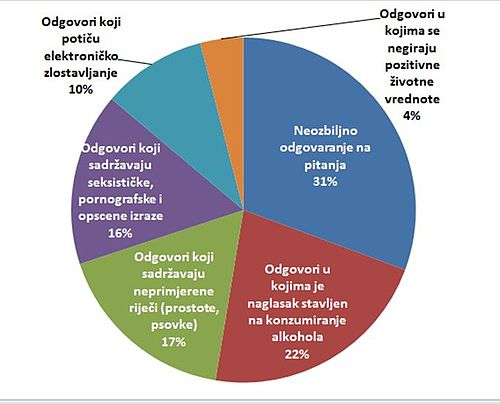 Odgovori koji
potiču
elektroničko
zlostavljanje
10%
Odgovori u
kojima se
negiraju
pozitivne
životne
vrednote
4%
Neozbiljno
odgovaranje na
pitanja
31%
Odgovori koji
sadržavaju
seksističke,
pornografske i
opscene izraze
16%
Odgovori koji
sadržavaju
neprimjerene
riječi (prostote,
psovke)
17%
Odgovori u
kojima je
naglasak stavljen
na konzumiranje
alkohola
22%